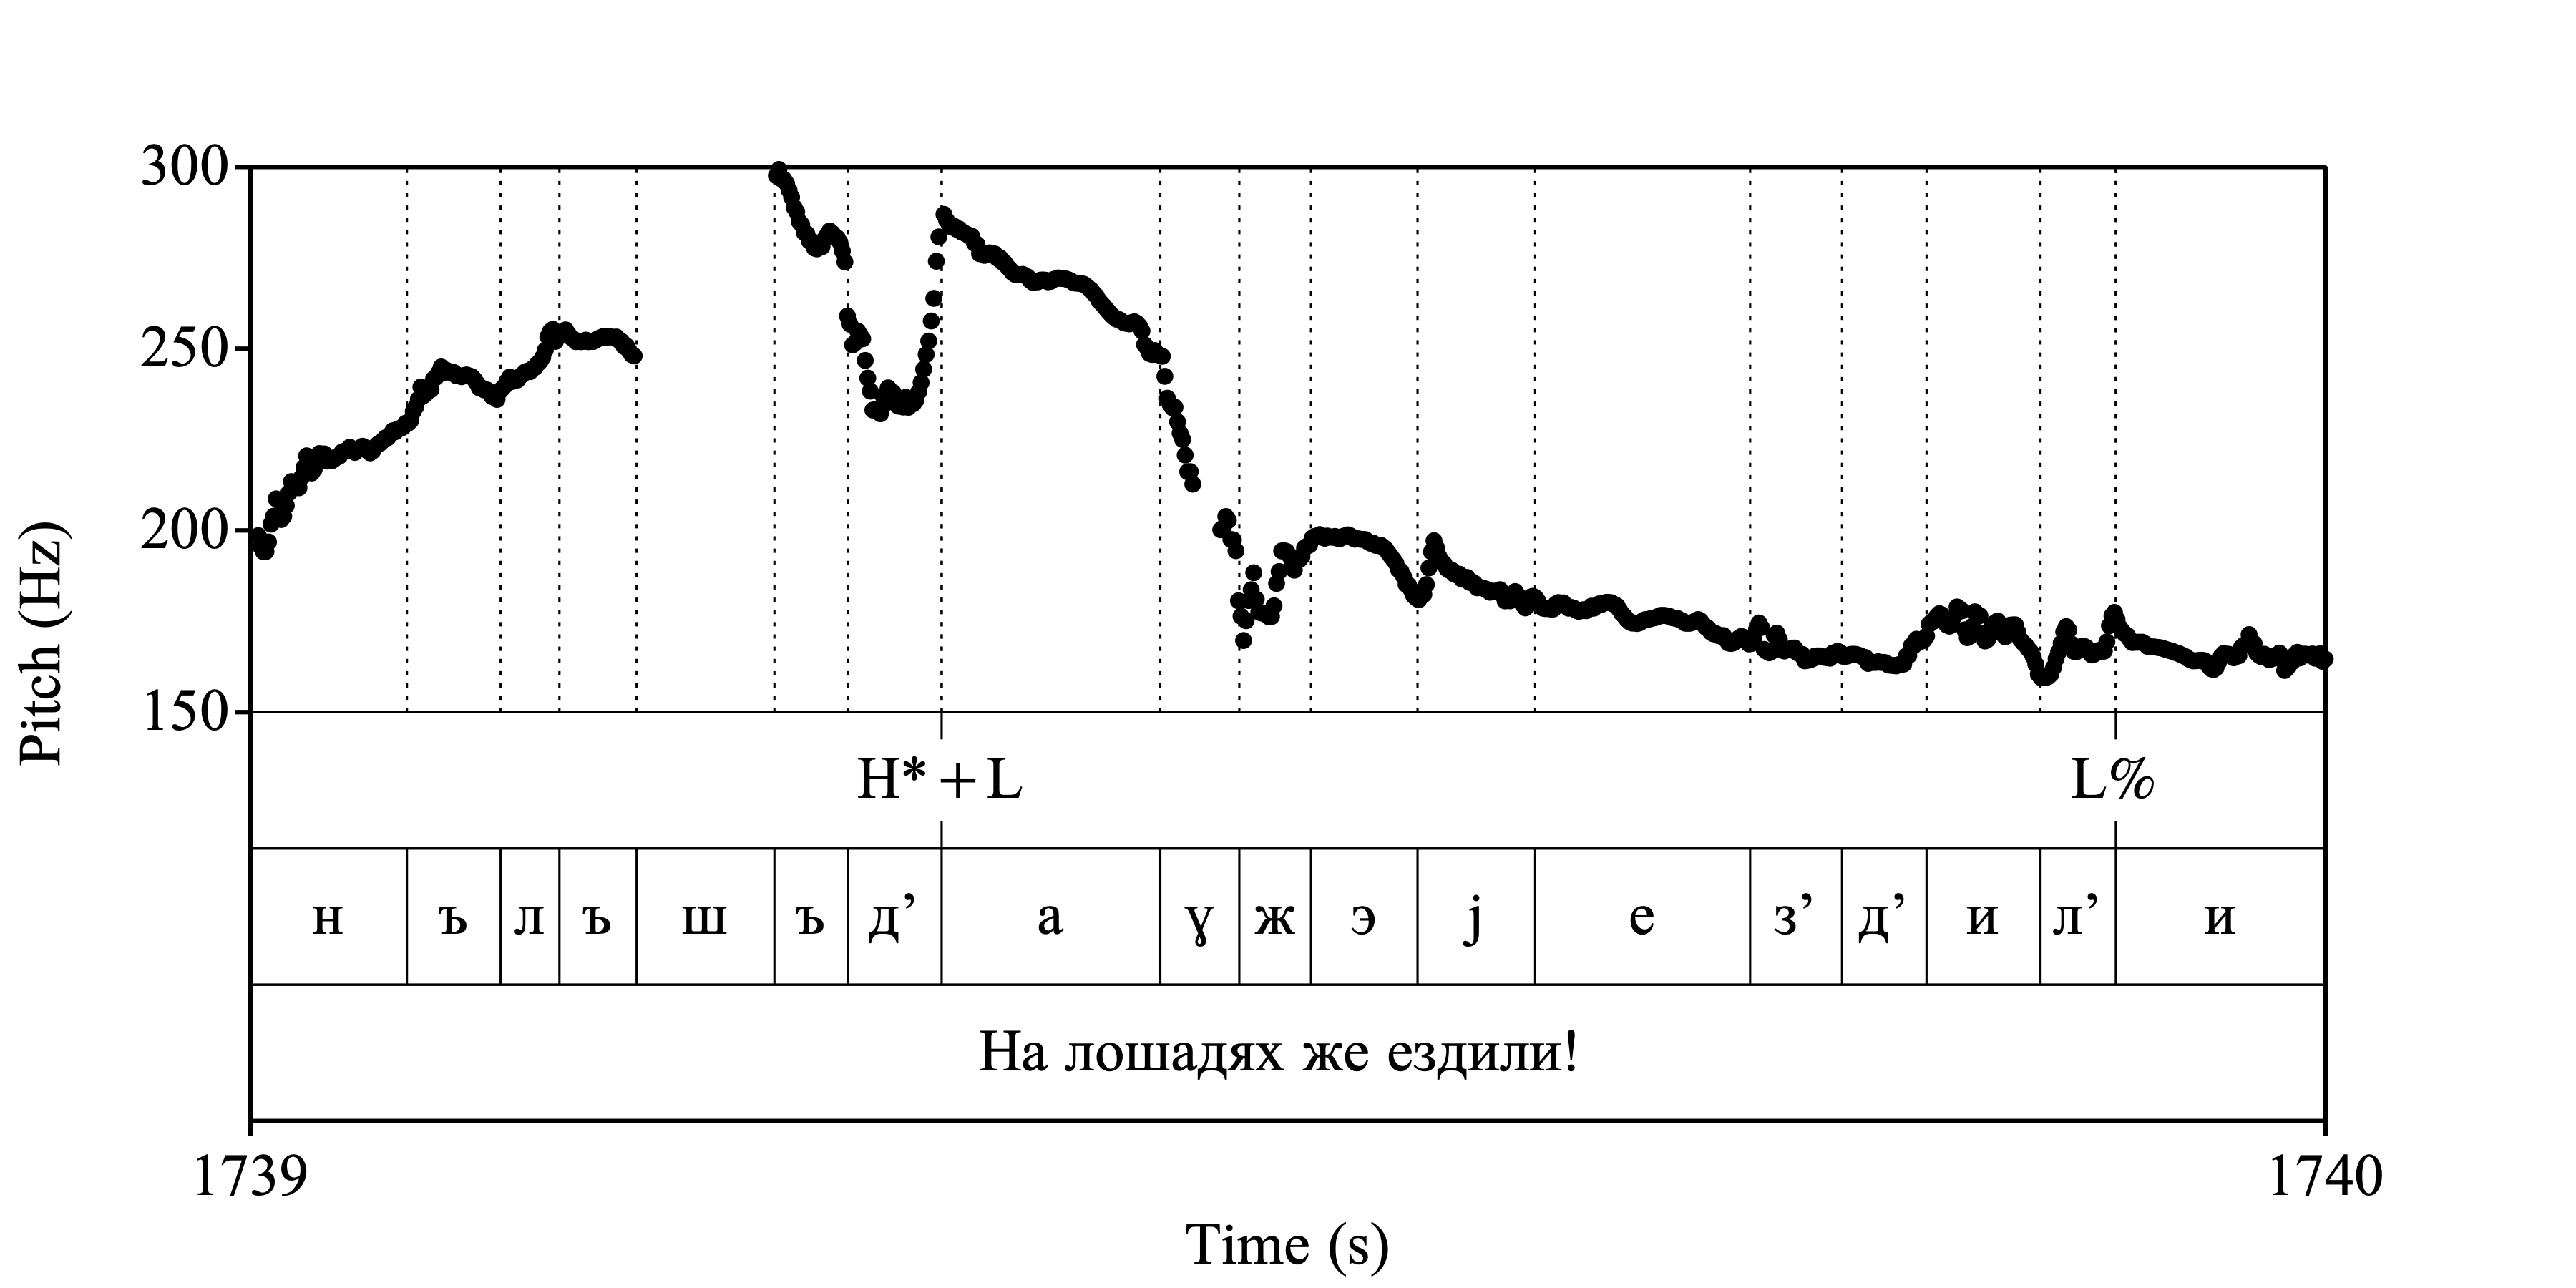 300
250
200
150
Pitch (Hz)
H* + L L%
н ъ л ъ ш ъ д’ а ɣ ж э j е з’ д’ и л’ и
На лошадях же ездили!
1739 1740
Time (s)